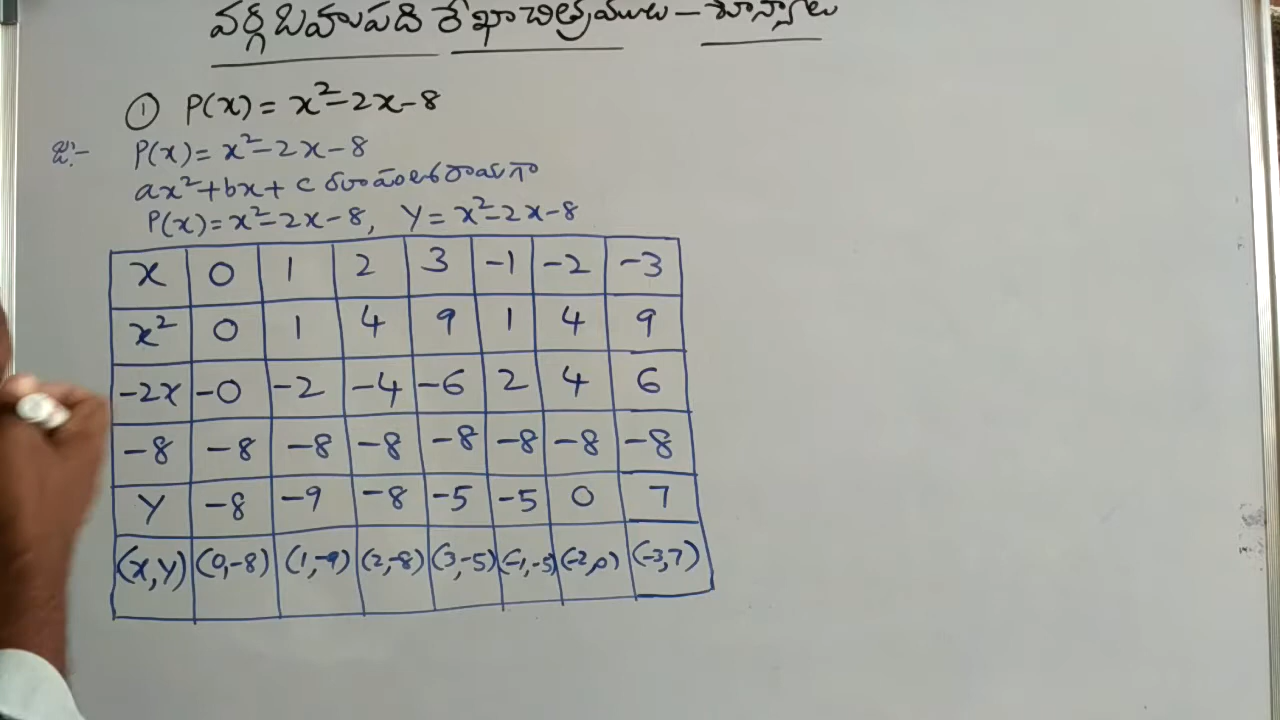 వర్గ బహుపది రేఖాచిత్రములు - శూన్యాలు
① P(x) = x²-2x-8
జ:- P(x) = x²-2x-8
ax²+bx+c
P(x) = x²-2x-8, Y = x²-2x-8
x 0 1 2 3 -1 -2 -3
x² 0 1 4 9 1 4 9
-2x -0 -2 -4 -6 2 4 6
-8 -8 -8 -8 -8 -8 -8 -8
Y -8 -9 -8 -5 -5 0 7
(x,Y) (0,-8) (1,-9) (2,-8) (3,-5) (-1,-5) (-2,0) (-3,7)